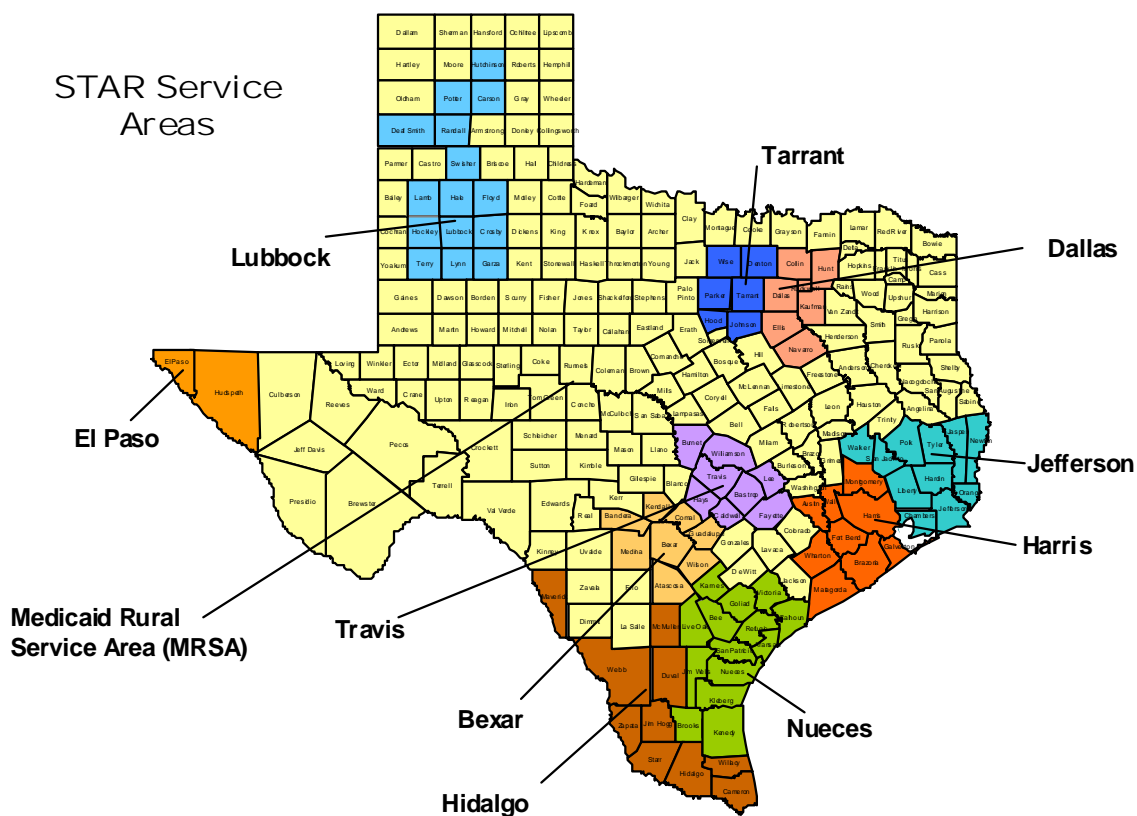 STAR Service
Areas
Dallam Sherman Hansford Ochiltree Lipscomb
Hartley Moore Hutchinson Roberts Hemphill
Oldham Potter Carson Gray Wheeler
Deaf Smith Randall Armstrong Donley Collingsworth
Parmer Castro Swisher Briscoe Hall Childress
Tarrant
Hardeman
Bailey Lamb Hale Floyd Motley Cottle Foard Wilbarger Wichita
Clay Montague Cooke Grayson Fannin Lamar Red River Bowie
Cochran Hockley Lubbock Crosby Dickens King Knox Baylor Archer
Lubbock
Dallas
Delta Hopkins Cass
Yoakum Terry Lynn Garza Kent Stonewall Haskell Throckmorton Young Jack Wise Denton Collin Hunt
Rains Wood Upshur Marion
Gaines Dawson Borden Scurry Fisher Jones Shackelford Stephens Palo
Pinto Parker Tarrant Dallas Kaufman Van Zandt Gregg Harrison
Andrews Martin Howard Mitchell Nolan Taylor Callahan Eastland Erath Hood Johnson Ellis Henderson Smith Rusk Panola
Navarro
El Paso Hudspeth Culberson Reeves Loving Winkler Ector Midland Glasscock Sterling Coke Runnels Coleman Brown Comanche Bosque Hill Freestone Anderson Cherokee Shelby
Ward Crane Upton Reagan Irion Tom Green Concho McCulloch San Saba Mills Hamilton Coryell McLennan Limestone Leon Houston Angelina Sabine
El Paso
Lampasas Bell Falls Robertson Madison Trinity
Jeff Davis Pecos Crockett Schleicher Menard Mason Llano Burnet Williamson Milam Walker San Jacinto Polk Tyler Jasper Newton
Jefferson
Presidio Brewster Terrell Sutton Kimble Gillespie Blanco Travis Lee Burleson Washington Grimes Montgomery Liberty Hardin Orange
Val Verde Edwards Kerr Kendall Hays Bastrop Fayette Austin Harris Chambers Jefferson
Real Bandera Comal Caldwell Colorado Fort Bend Galveston
Harris
Kinney Uvalde Medina Bexar Guadalupe Gonzales Lavaca Wharton Brazoria
Wilson De Witt Jackson Matagorda
Medicaid Rural
Service Area (MRSA)
Travis
Maverick Zavala Frio Atascosa Karnes Victoria
Goliad Calhoun
Dimmit La Salle McMullen Live Oak Bee Refugio
San Patricio
Webb Duval Jim Wells Nueces
Kleberg
Bexar
Nueces
Zapata Jim Hogg Brooks Kenedy
Starr Hidalgo Willacy
Cameron
Hidalgo